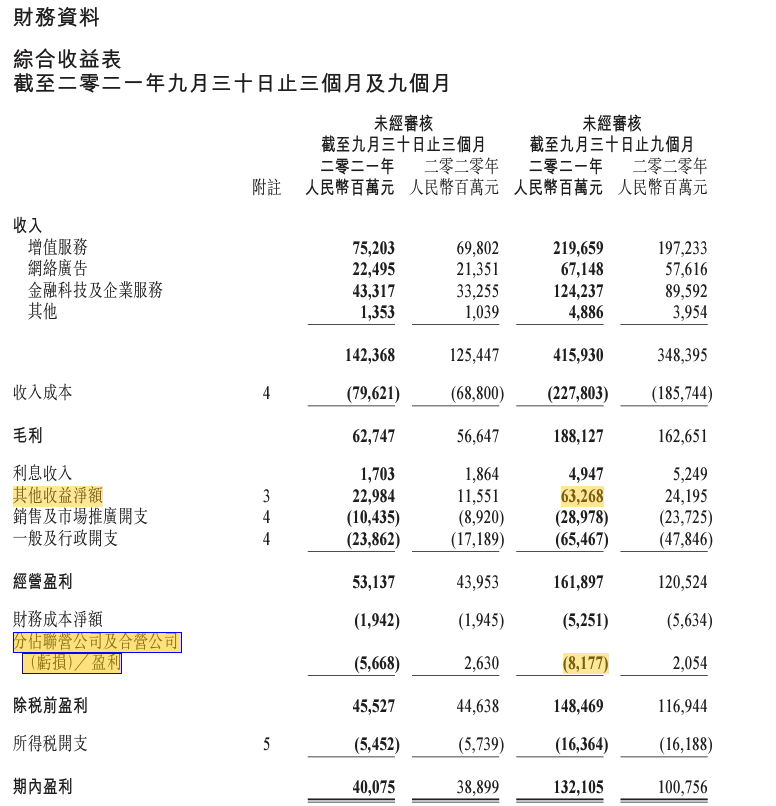 財務資料
綜合收益表
截至二零二一年九月三十日止三個月及九個月
未經審核 未經審核
截至九月三十日止三個月 截至九月三十日止九個月
二零二一年 二零二零年 二零二一年 二零二零年
附註 人民幣百萬元 人民幣百萬元 人民幣百萬元 人民幣百萬元
收入
增值服務 75,203 69,802 219,659 197,233
網絡廣告 22,495 21,351 67,148 57,616
金融科技及企業服務 43,317 33,255 124,237 89,592
其他 1,353 1,039 4,886 3,954
142,368 125,447 415,930 348,395
收入成本 4 (79,621) (68,800) (227,803) (185,744)
毛利 62,747 56,647 188,127 162,651
利息收入 1,703 1,864 4,947 5,249
其他收益淨額 3 22,984 11,551 63,268 24,195
銷售及市場推廣開支 4 (10,435) (8,920) (28,978) (23,725)
一般及行政開支 4 (23,862) (17,189) (65,467) (47,846)
經營盈利 53,137 43,953 161,897 120,524
財務成本淨額 (1,942) (1,945) (5,251) (5,634)
分佔聯營公司及合營公司
（虧損）／盈利 (5,668) 2,630 (8,177) 2,054
除稅前盈利 45,527 44,638 148,469 116,944
所得稅開支 5 (5,452) (5,739) (16,364) (16,188)
期內盈利 40,075 38,899 132,105 100,756